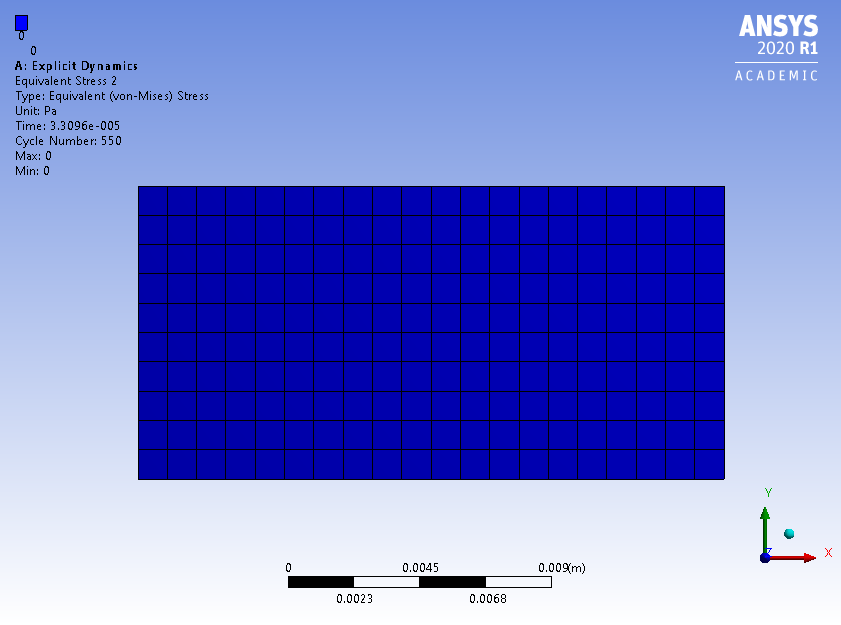 0
0
A: Explicit Dynamics
Equivalent Stress 2
Type: Equivalent (von-Mises) Stress
Unit: Pa
Time: 3.3096e-005
Cycle Number: 550
Max: 0
Min: 0
ANSYS
2020 R1
ACADEMIC
Y
Z
X
0
0.0045
0.009(m)
0.0023
0.0068